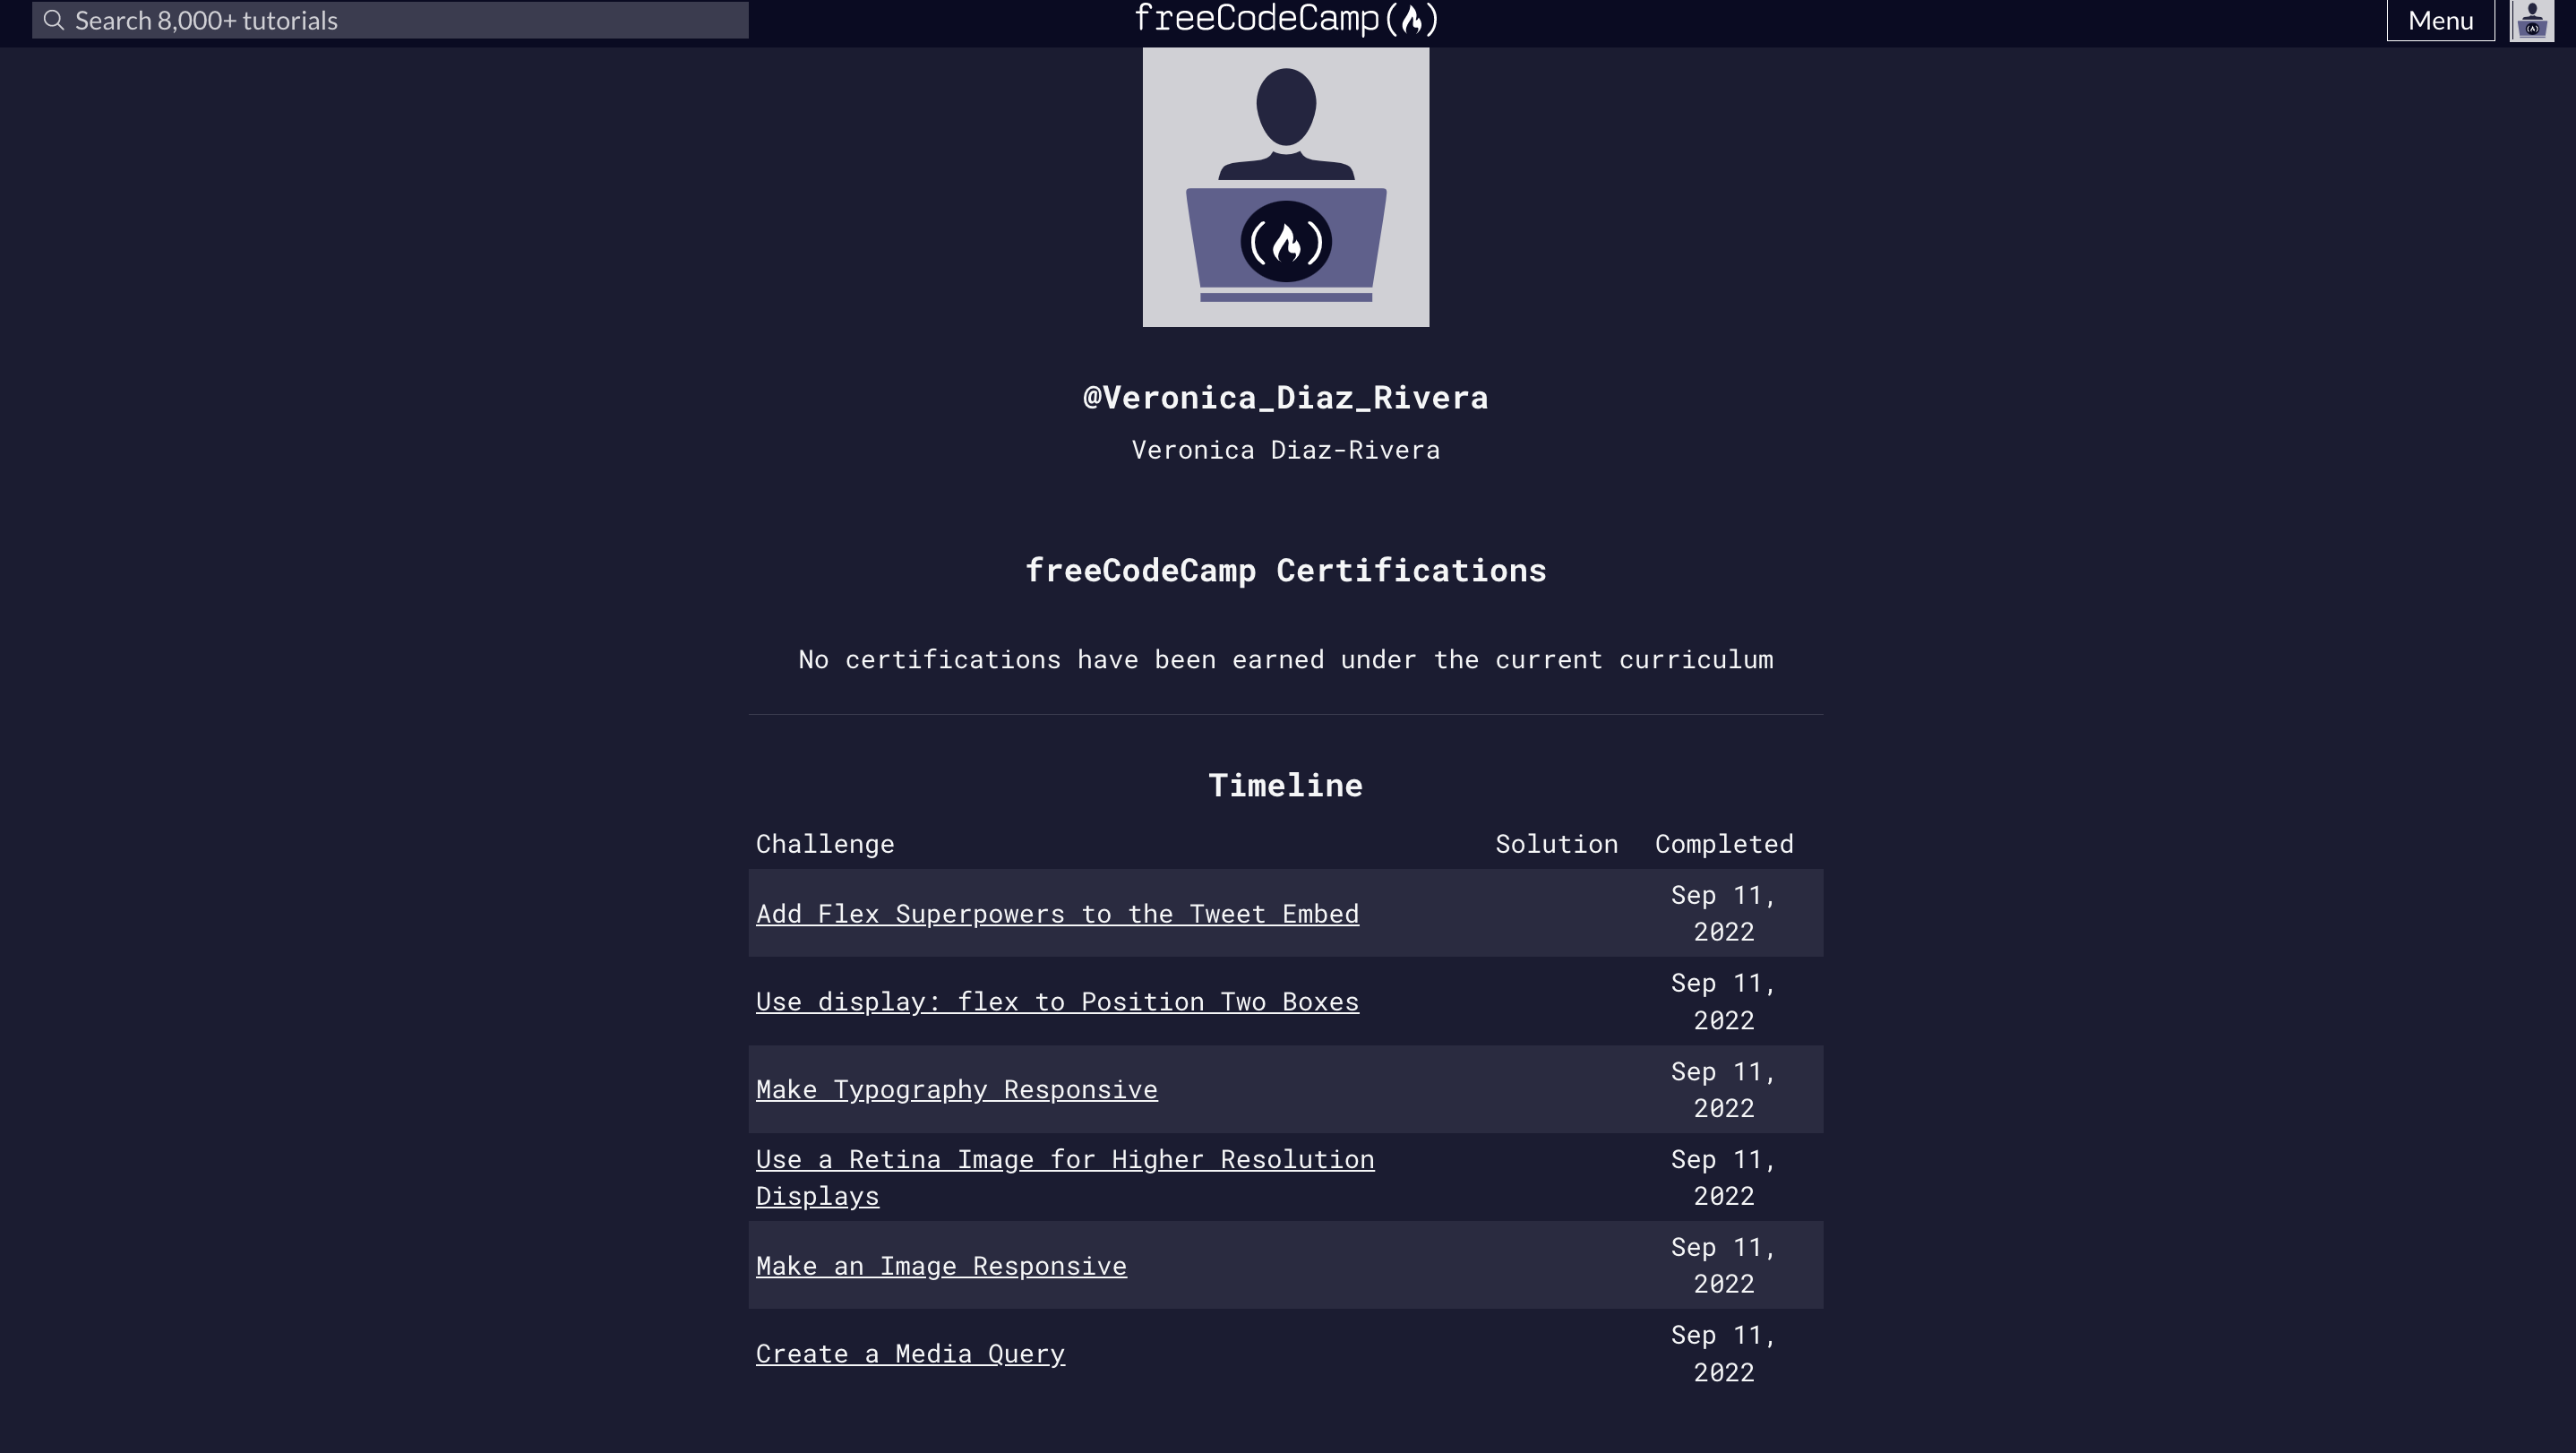 Search 8,000+ tutorials
freeCodeCamp(🔥)
Menu
@Veronica_Diaz_Rivera
Veronica Diaz-Rivera
freeCodeCamp Certifications
No certifications have been earned under the current curriculum
Timeline
Challenge Solution Completed
Add Flex Superpowers to the Tweet Embed Sep 11, 2022
Use display: flex to Position Two Boxes Sep 11, 2022
Make Typography Responsive Sep 11, 2022
Use a Retina Image for Higher Resolution
Displays Sep 11, 2022
Make an Image Responsive Sep 11, 2022
Create a Media Query Sep 11, 2022